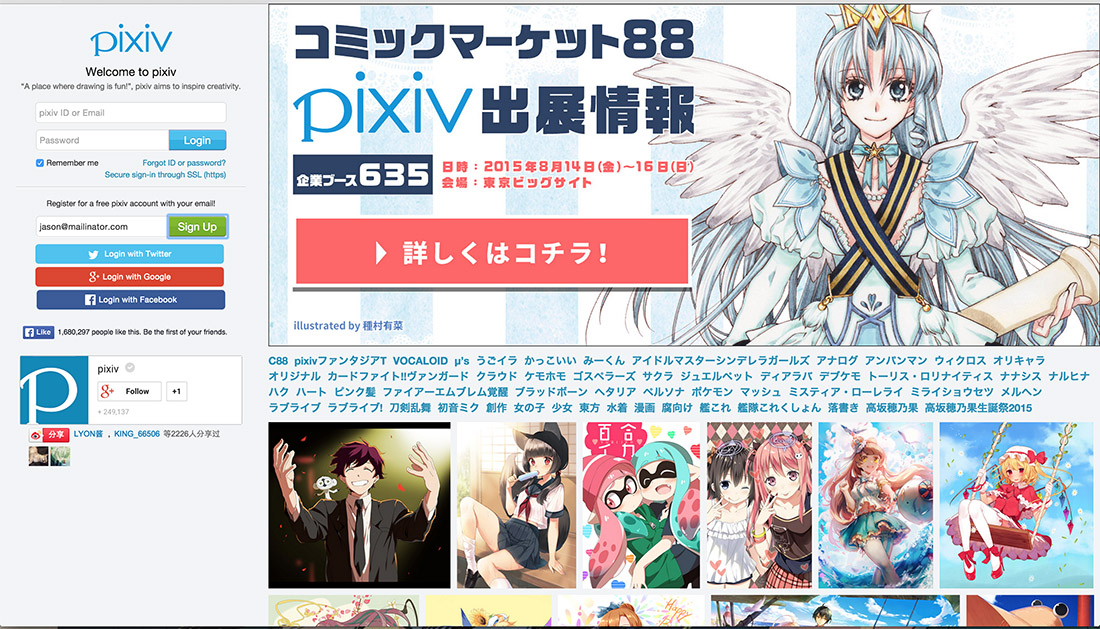 pixiv
Welcome to pixiv
"A place where drawing is fun!", pixiv aims to inspire creativity.
pixiv ID or Email
Password
Login
Remember me
Forgot ID or password?
Secure sign-in through SSL (https)
Register for a free pixiv account with your email!
jason@mailinator.com
Sign Up
Login with Twitter
Login with Google
Login with Facebook
Like 1,680,297 people like this. Be the first of your friends.
pixiv
Follow +1
+ 249,137
分享 LYON酱 , KING_66506 等2226人分享过
コミックマーケット88
pixiv 出展情報
企業ブース635
日時：2015年8月14日(金)〜16日(日)
会場：東京ビッグサイト
詳しくはコチラ!
illustrated by 種村有菜
C88 pixivファンタジアT VOCALOID μ's うごイラ かっこいい みーくん アイドルマスターシンデレラガールズ アナログ アンパンマン ウィクロス オリキャラ
オリジナル カードファイト!!ヴァンガード クラウド ケモホモ ゴスペラーズ サクラ ジュエルペット ディアラバ デブケモ トーリス・ロリナイティス ナナシス ナルヒナ
ハク ハート ピンク髪 ファイアーエムブレム覚醒 ブラッドボーン ヘタリア ペルソナ ポケモン マッシュ ミスティア・ローレライ ミライショウセツ メルヘン
ラブライブ ラブライブ! 刀剣乱舞 初音ミク 創作 女の子 少女 東方 水着 漫画 腐向け 艦これ 艦隊これくしょん 落書き 高坂穂乃果 高坂穂乃果生誕祭2015
百合イカ
Happy